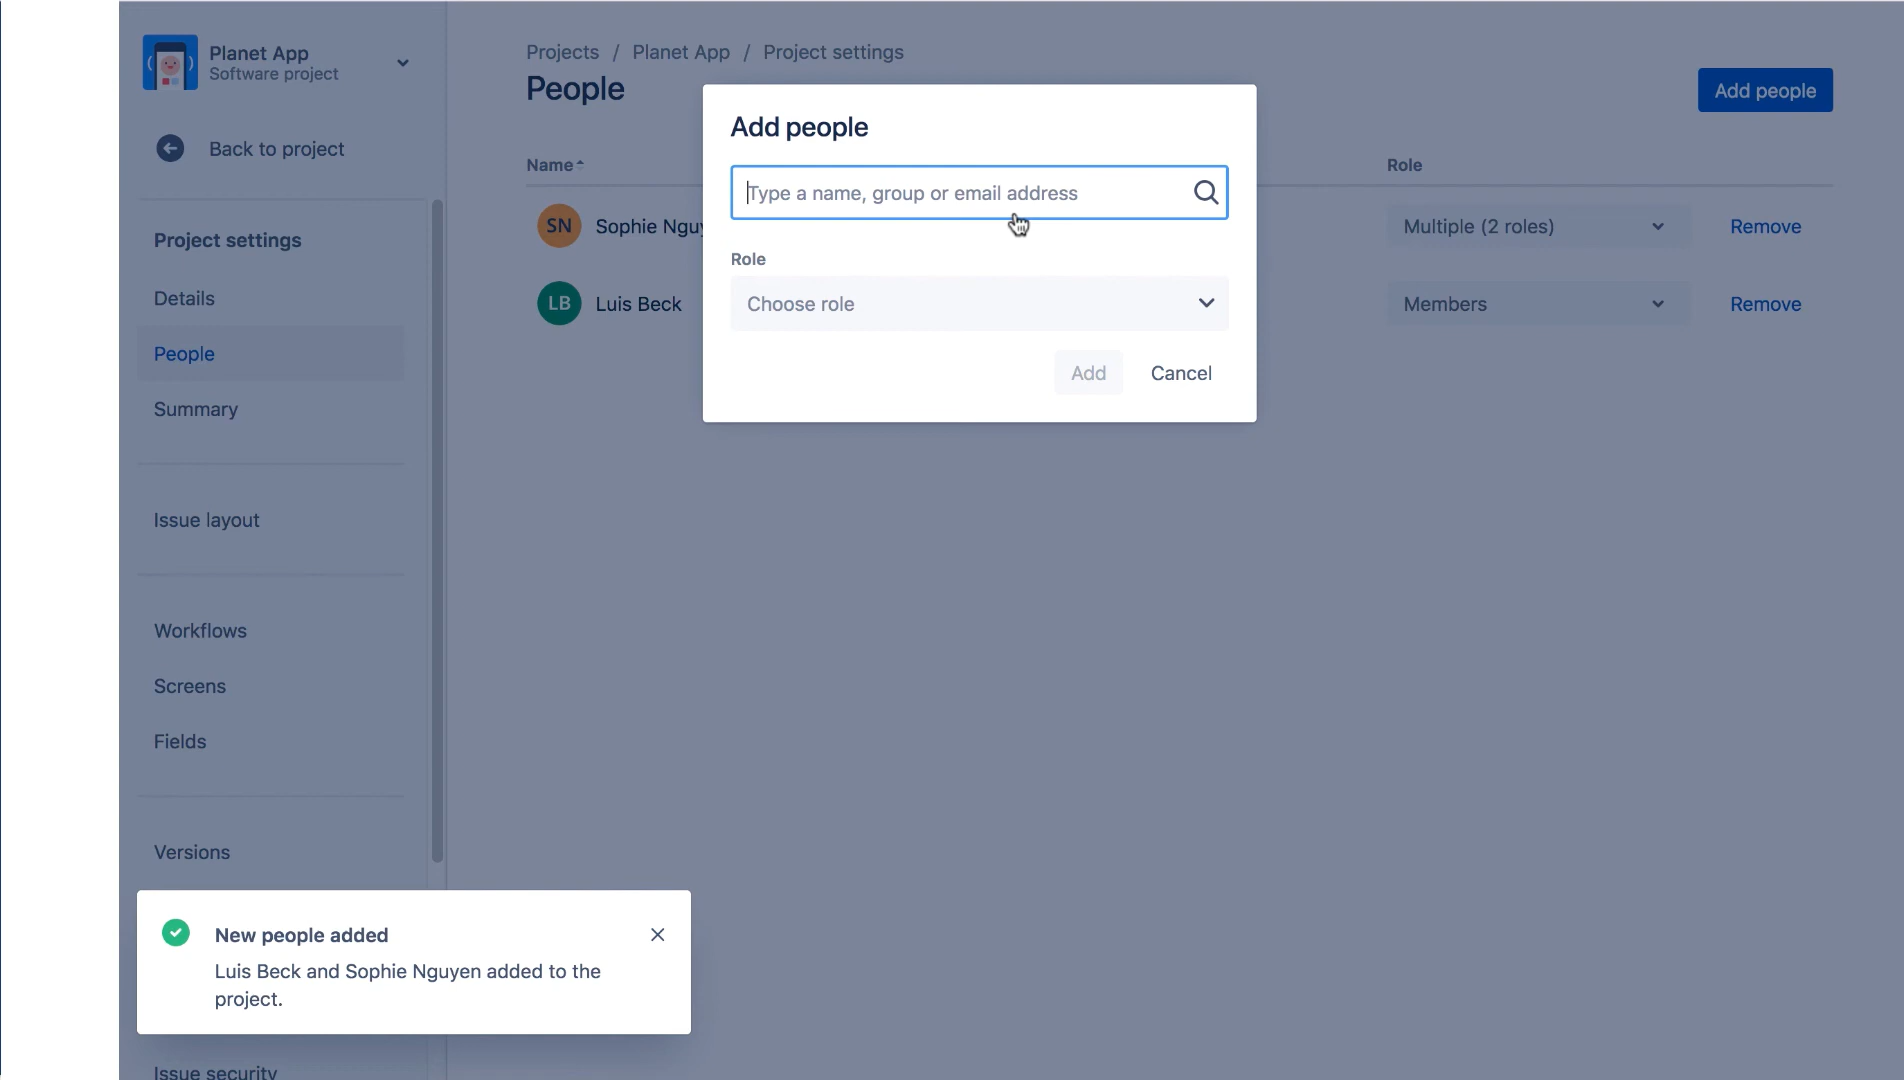 Planet App
Software project
Back to project
Project settings
Details
People
Summary
Issue layout
Workflows
Screens
Fields
Versions
Issue security
Projects / Planet App / Project settings
People
Add people
Name
Role
SN Sophie Nguy
Multiple (2 roles)
Remove
LB Luis Beck
Members
Remove
Add people
Type a name, group or email address
Role
Choose role
Add
Cancel
New people added
Luis Beck and Sophie Nguyen added to the
project.